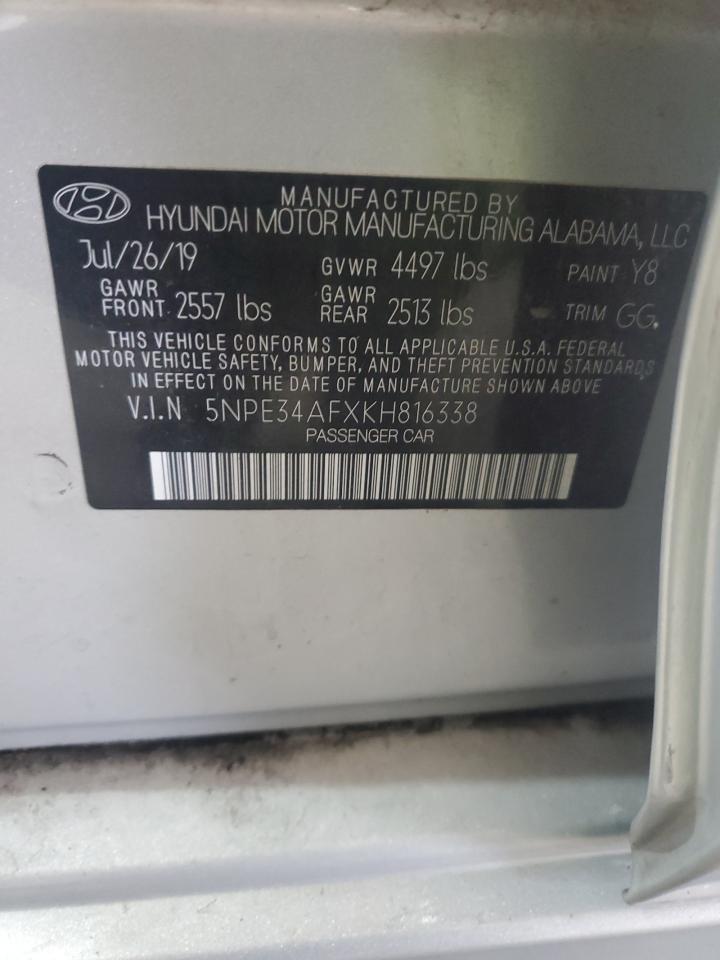 MANUFACTURED BY
HYUNDAI MOTOR MANUFACTURING ALABAMA, LLC
Jul/26/19 GVWR 4497 lbs PAINT Y8
GAWR FRONT 2557 lbs GAWR REAR 2513 lbs TRIM GG.
THIS VEHICLE CONFORMS TO ALL APPLICABLE U.S.A. FEDERAL
MOTOR VEHICLE SAFETY, BUMPER, AND THEFT PREVENTION STANDARDS
IN EFFECT ON THE DATE OF MANUFACTURE SHOWN ABOVE
V.I.N 5NPE34AFXKH816338
PASSENGER CAR